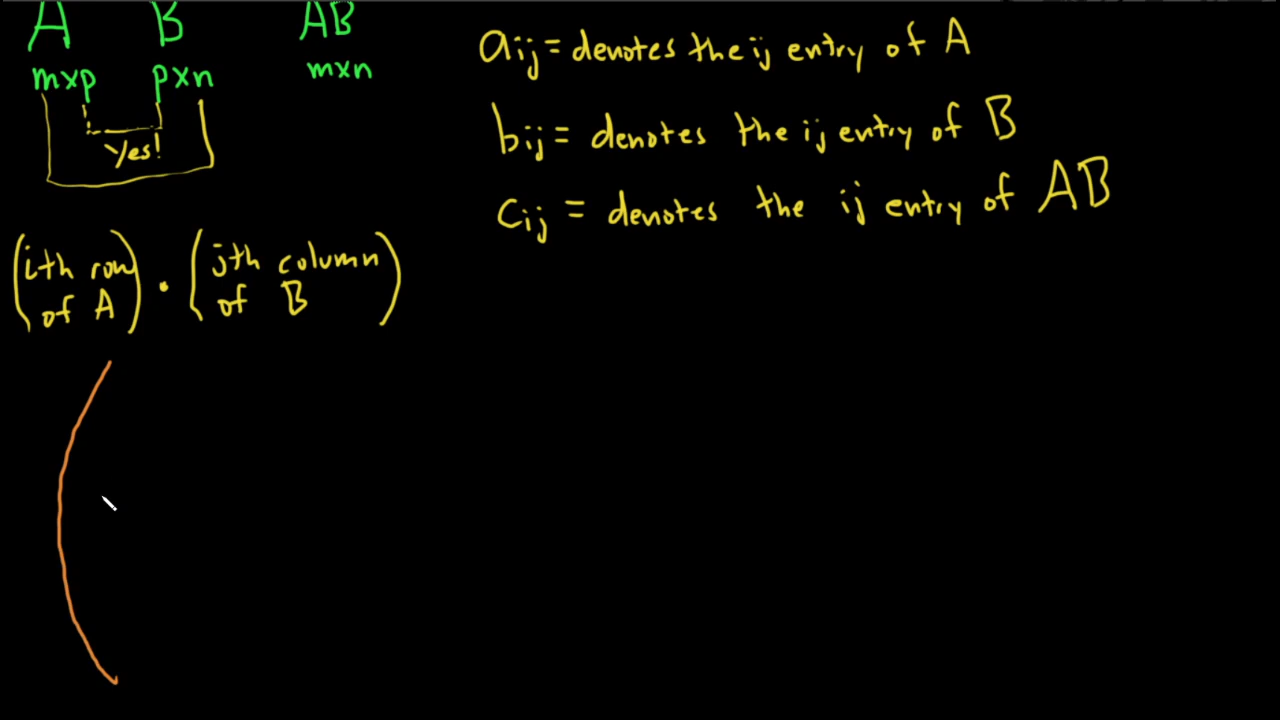 A B AB
mxp pxn mxn
Yes!
aij = denotes the ij entry of A
bij = denotes the ij entry of B
cij = denotes the ij entry of AB
(ith row of A) · (jth column of B)